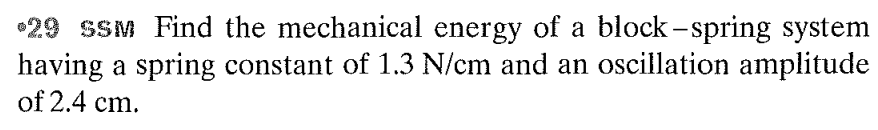 •29 SSM Find the mechanical energy of a block–spring system
having a spring constant of 1.3 N/cm and an oscillation amplitude
of 2.4 cm.